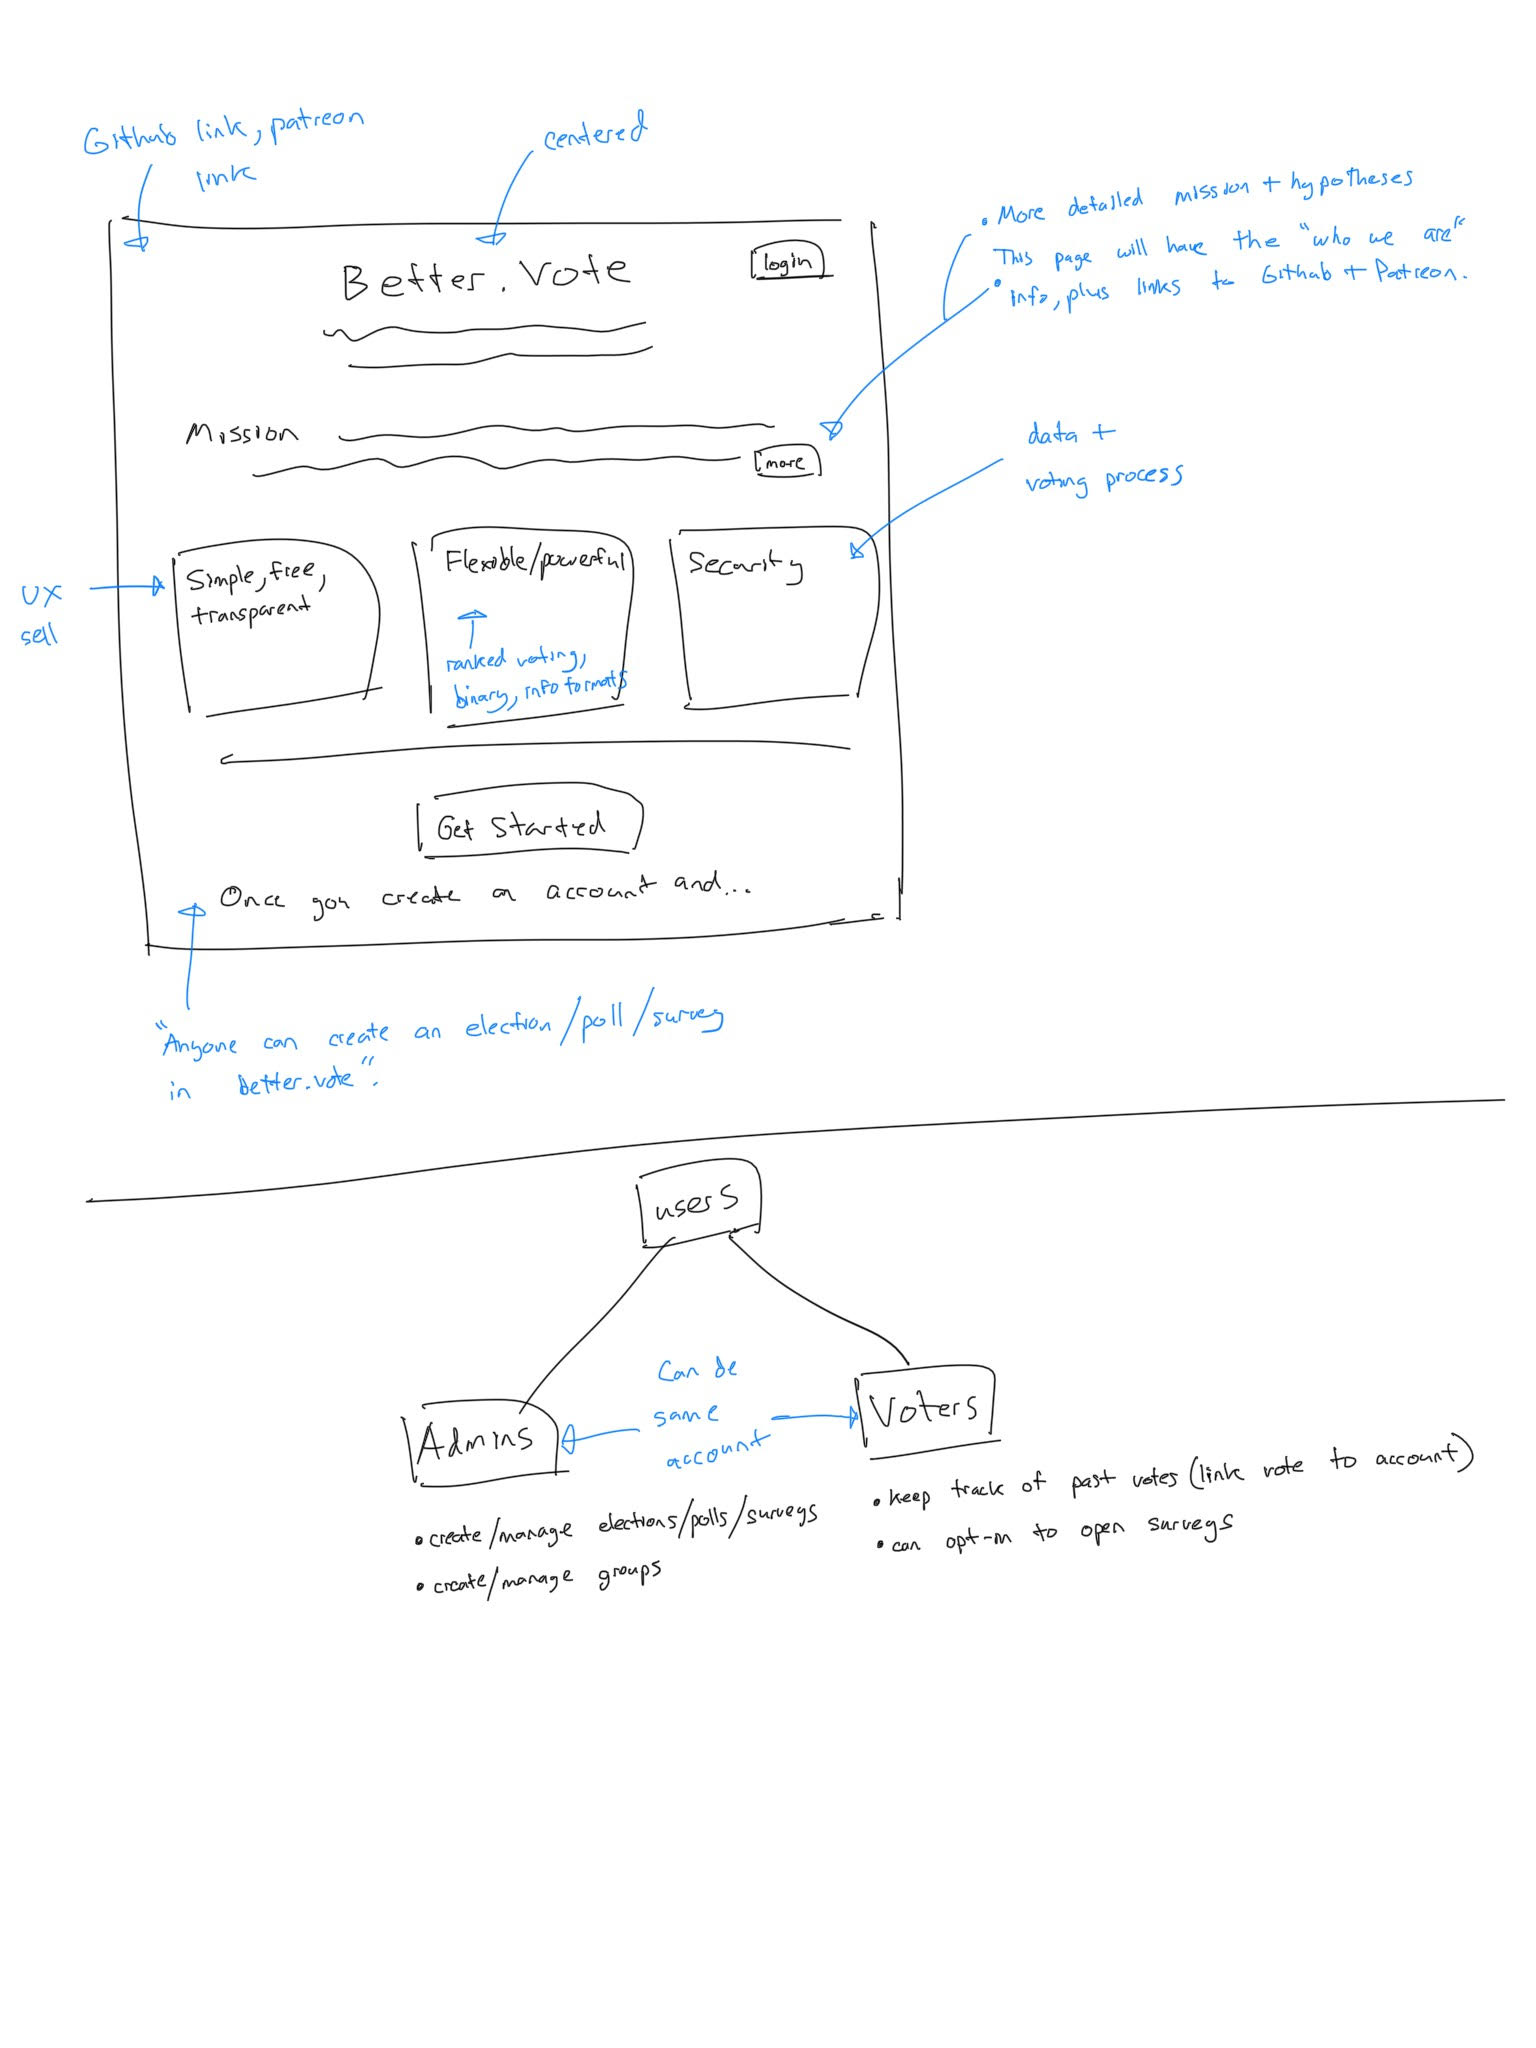 Github link, patreon
link
centered
• More detailed mission + hypotheses
This page will have the "who we are"
• info, plus links to Github + Patreon.
Better.Vote
login
Mission
more
data +
voting process
UX
sell
Simple, free,
transparent
Flexible/powerful
ranked voting,
binary, info formats
Security
Get Started
Once you create an account and...
"Anyone can create an election/poll/survey
in better.vote".
users
Can be
same
account
Admins
Voters
• create/manage elections/polls/surveys
• create/manage groups
• keep track of past votes (link vote to account)
• can opt-in to open surveys